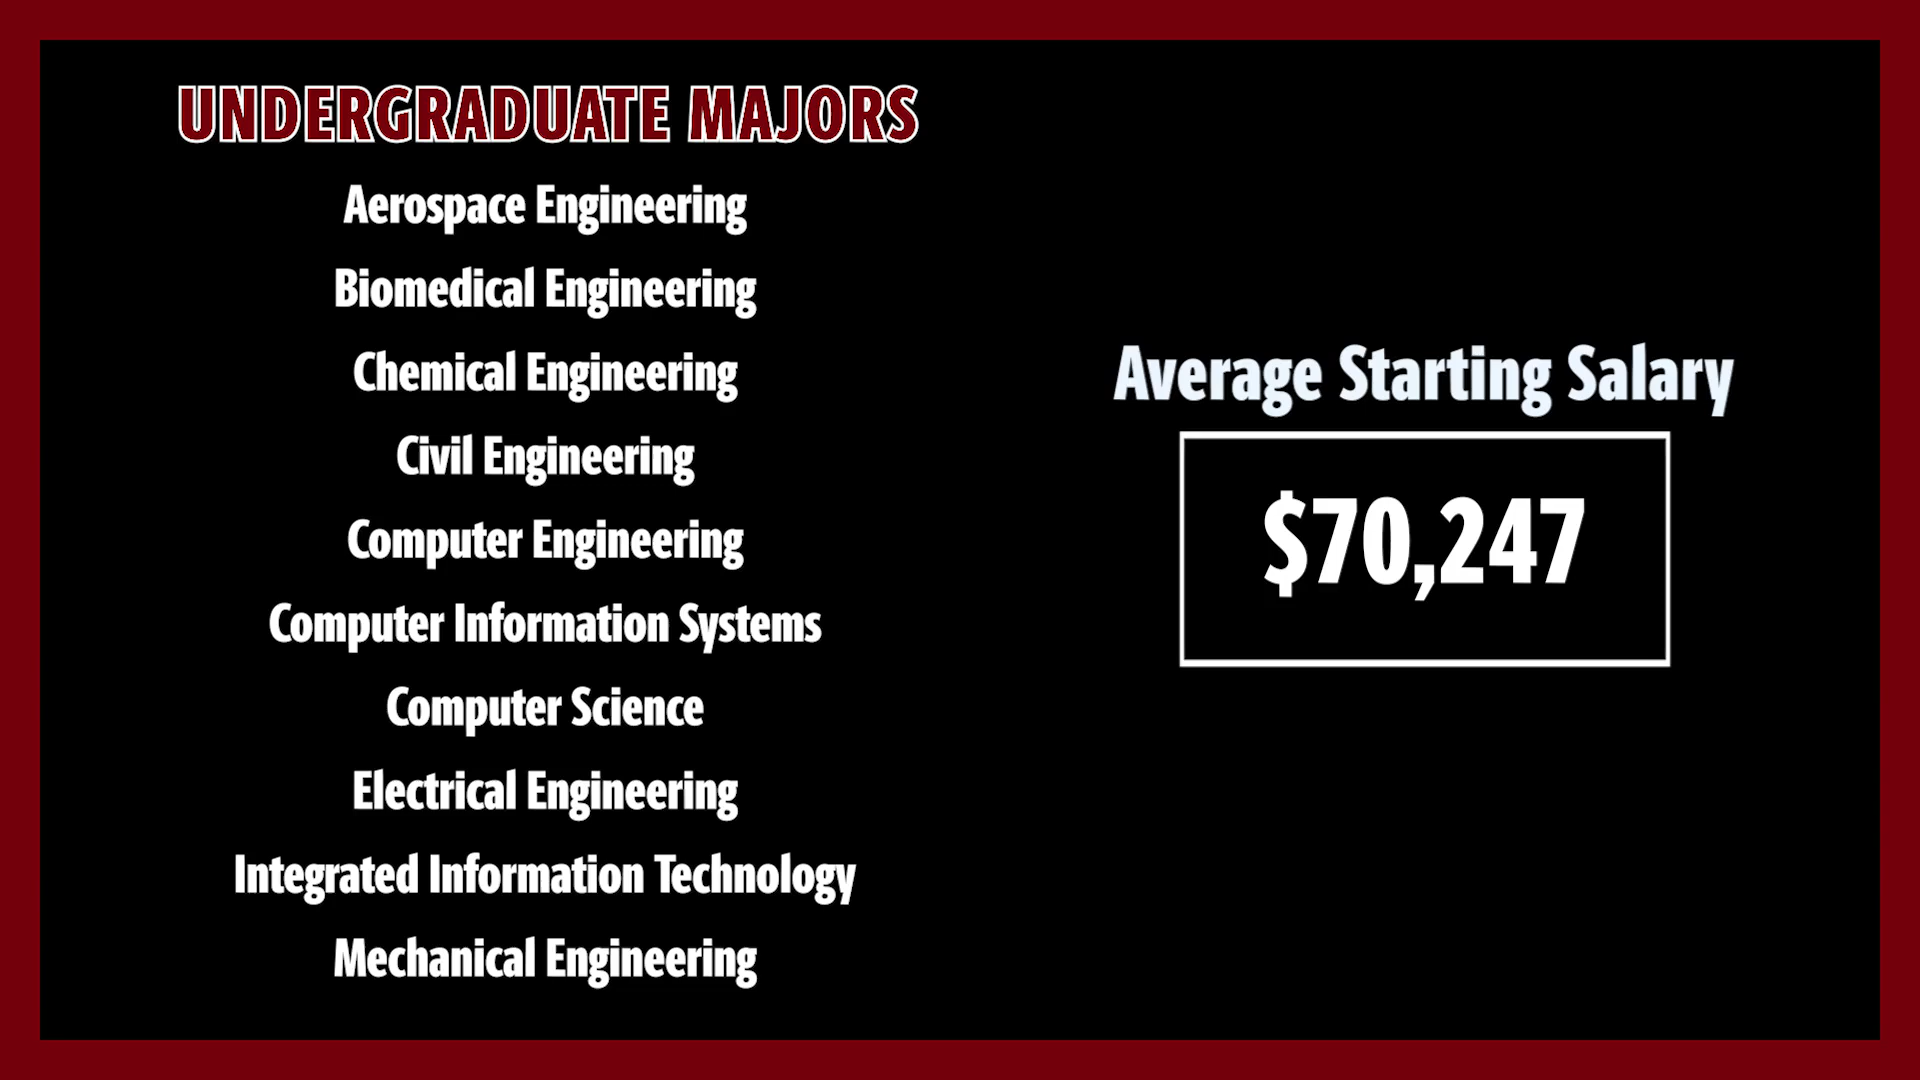 UNDERGRADUATE MAJORS
Aerospace Engineering
Biomedical Engineering
Chemical Engineering
Civil Engineering
Computer Engineering
Computer Information Systems
Computer Science
Electrical Engineering
Integrated Information Technology
Mechanical Engineering
Average Starting Salary
$70,247